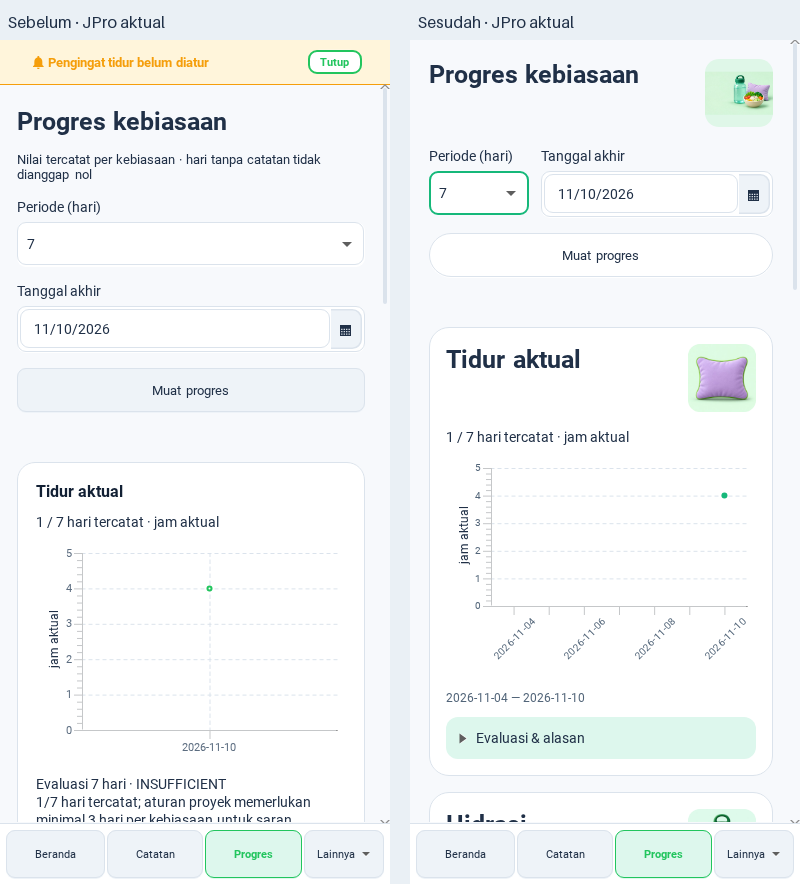 Sebelum · JPro aktual
Pengingat tidur belum diatur
Tutup
Progres kebiasaan
Nilai tercatat per kebiasaan · hari tanpa catatan tidak
dianggap nol
Periode (hari)
7
Tanggal akhir
11/10/2026
Muat progres
Tidur aktual
1 / 7 hari tercatat · jam aktual
5
4
3
2
1
0
jam aktual
2026-11-10
Evaluasi 7 hari · INSUFFICIENT
1/7 hari tercatat; aturan proyek memerlukan
minimal 3 hari per kebiasaan untuk saran
Beranda
Catatan
Progres
Lainnya
Sesudah · JPro aktual
Progres kebiasaan
Periode (hari)
Tanggal akhir
7
11/10/2026
Muat progres
Tidur aktual
1 / 7 hari tercatat · jam aktual
5
4
3
2
1
0
jam aktual
2026-11-04
2026-11-06
2026-11-08
2026-11-10
2026-11-04 — 2026-11-10
Evaluasi & alasan
Hidrasi
Beranda
Catatan
Progres
Lainnya